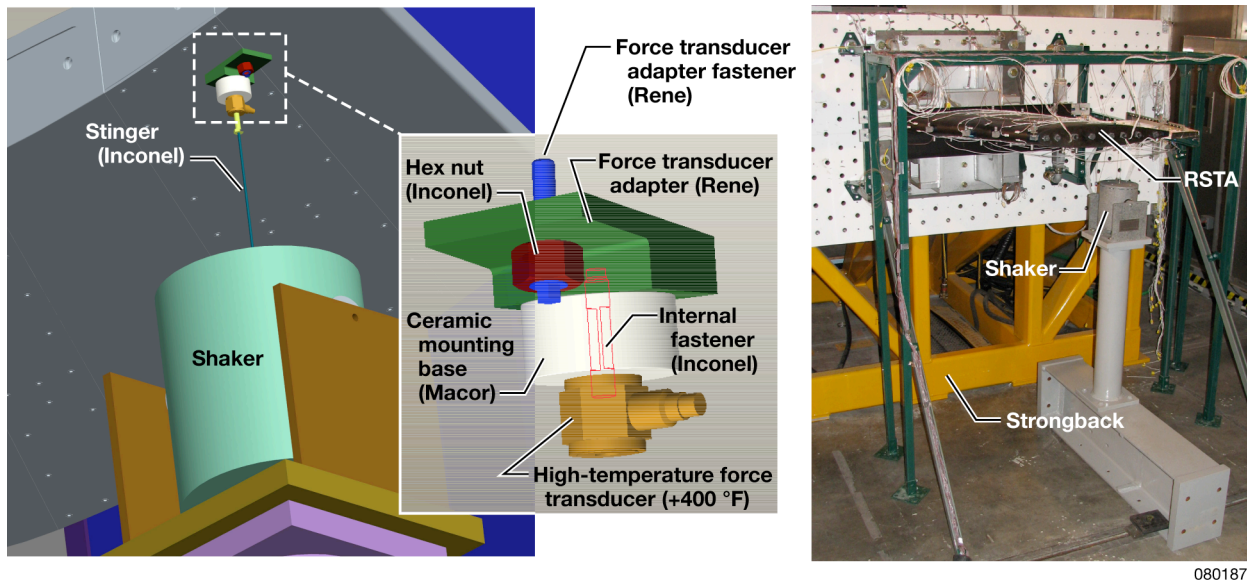 Stinger
(Inconel)
Shaker
Force transducer
adapter fastener
(Rene)
Hex nut
(Inconel)
Force transducer
adapter (Rene)
Ceramic
mounting
base
(Macor)
Internal
fastener
(Inconel)
High-temperature force
transducer (+400 °F)
RSTA
Shaker
Strongback
080187